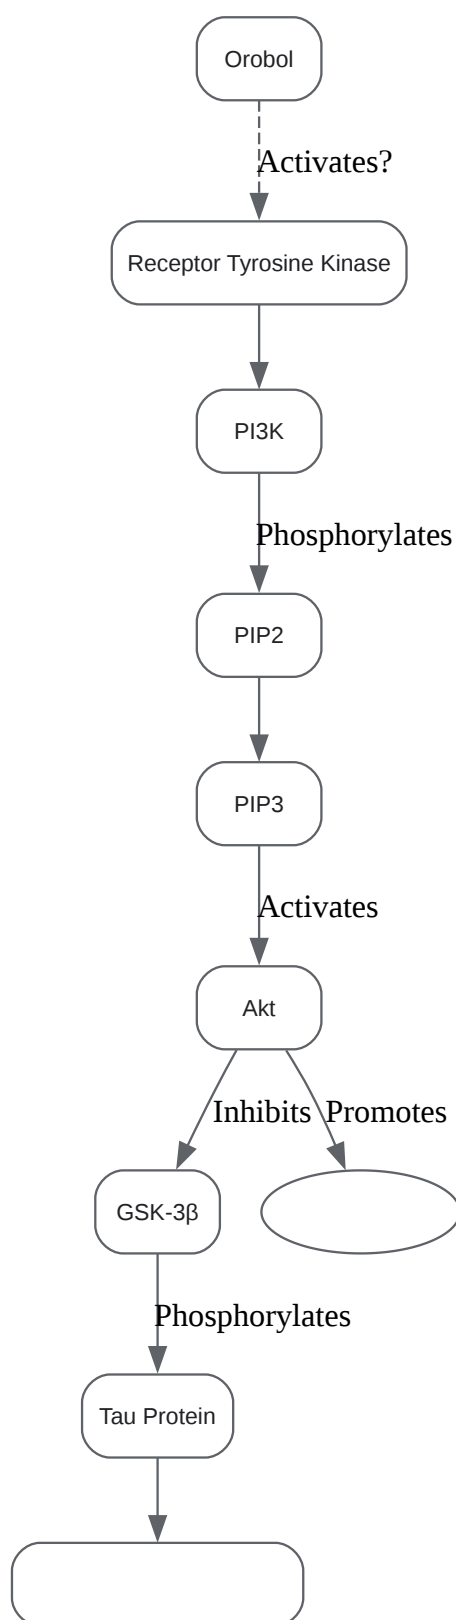 Orobol
Activates?
Receptor Tyrosine Kinase
PI3K
Phosphorylates
PIP2
PIP3
Activates
Akt
Inhibits
Promotes
GSK-3β
Phosphorylates
Tau Protein